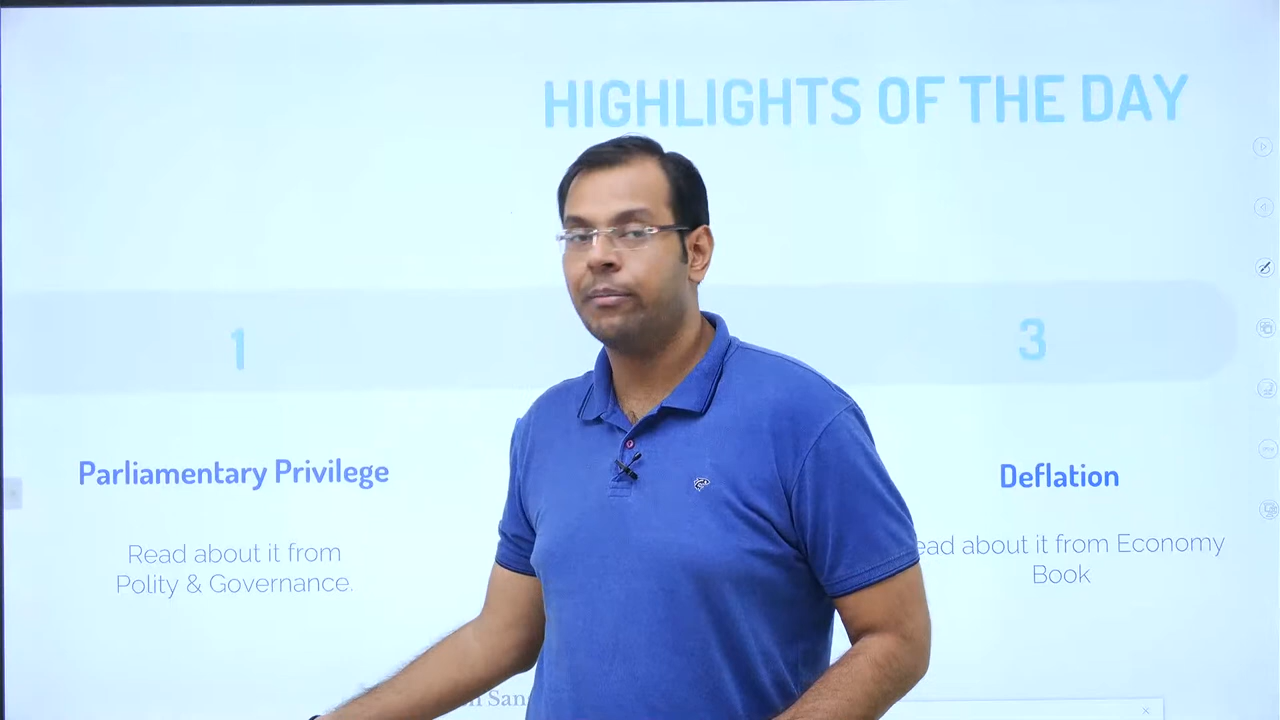 HIGHLIGHTS OF THE DAY
1
3
Parliamentary Privilege
Deflation
Read about it from
Polity & Governance.
about it from Economy
Book